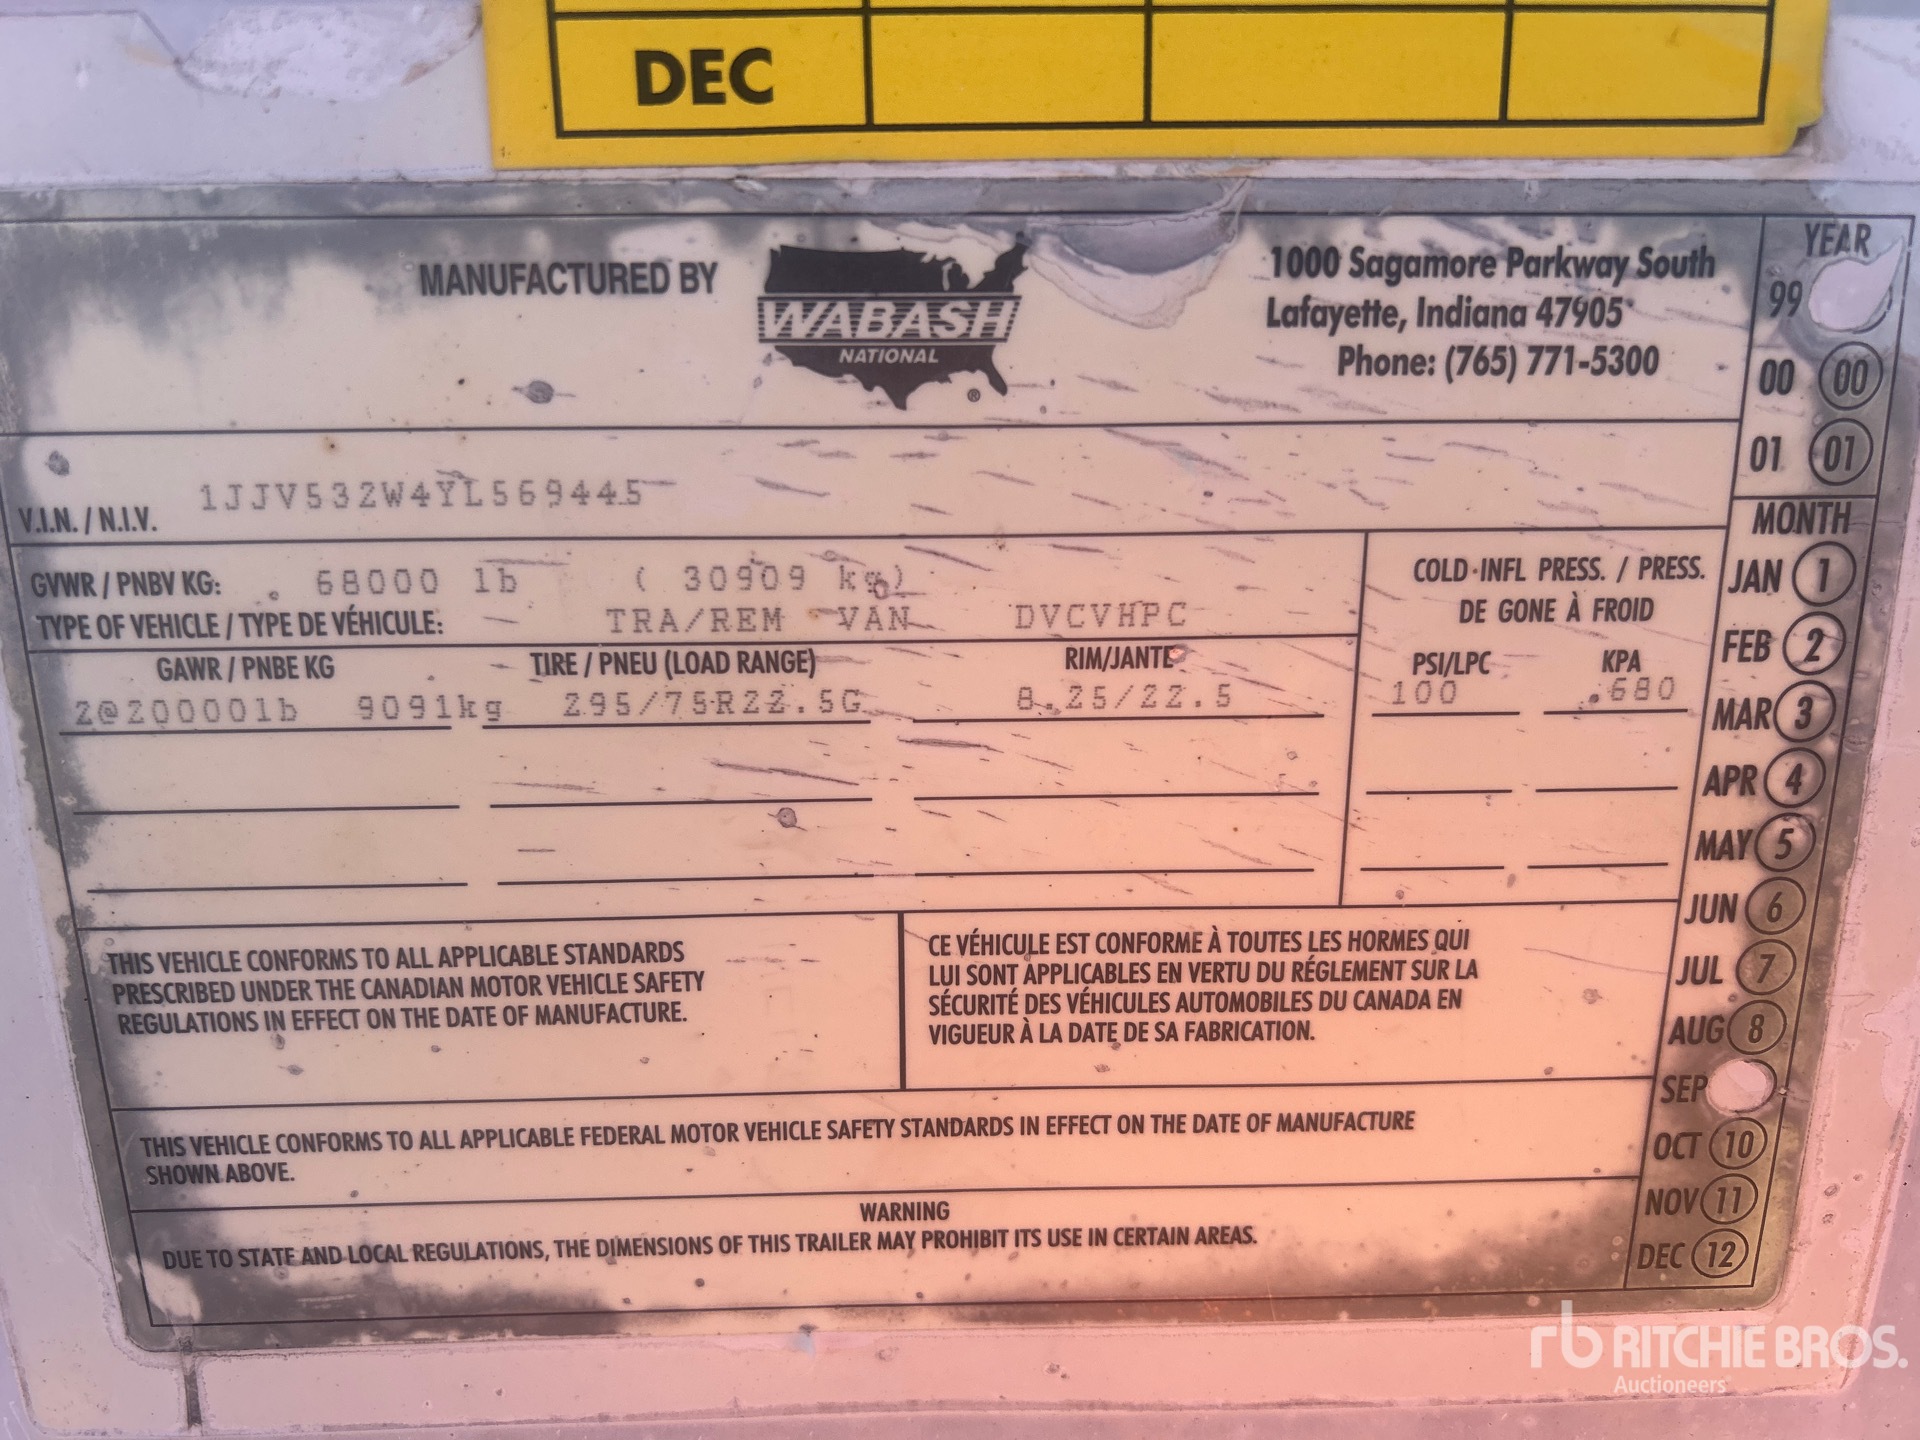 DEC
MANUFACTURED BY
WABASH
NATIONAL
®
1000 Sagamore Parkway South
Lafayette, Indiana 47905
Phone: (765) 771-5300
V.I.N. / N.I.V. 1JJV532W4YL569445
GVWR / PNBV KG: 68000 lb ( 30909 kg)
TYPE OF VEHICLE / TYPE DE VÉHICULE: TRA/REM VAN DVCVHPC
COLD INFL PRESS. / PRESS.
DE GONE À FROID
GAWR / PNBE KG TIRE / PNEU (LOAD RANGE) RIM/JANTE PSI/LPC KPA
2@20000lb 9091kg 295/75R22.5G 8.25/22.5 100 680
THIS VEHICLE CONFORMS TO ALL APPLICABLE STANDARDS
PRESCRIBED UNDER THE CANADIAN MOTOR VEHICLE SAFETY
REGULATIONS IN EFFECT ON THE DATE OF MANUFACTURE.
CE VÉHICULE EST CONFORME À TOUTES LES HORMES QUI
LUI SONT APPLICABLES EN VERTU DU RÉGLEMENT SUR LA
SÉCURITÉ DES VÉHICULES AUTOMOBILES DU CANADA EN
VIGUEUR À LA DATE DE SA FABRICATION.
THIS VEHICLE CONFORMS TO ALL APPLICABLE FEDERAL MOTOR VEHICLE SAFETY STANDARDS IN EFFECT ON THE DATE OF MANUFACTURE
SHOWN ABOVE.
WARNING
DUE TO STATE AND LOCAL REGULATIONS, THE DIMENSIONS OF THIS TRAILER MAY PROHIBIT ITS USE IN CERTAIN AREAS.
YEAR
99
00 00
01 01
MONTH
JAN 1
FEB 2
MAR 3
APR 4
MAY 5
JUN 6
JUL 7
AUG 8
SEP
OCT 10
NOV 11
DEC 12
rb RITCHIE BROS.
Auctioneers